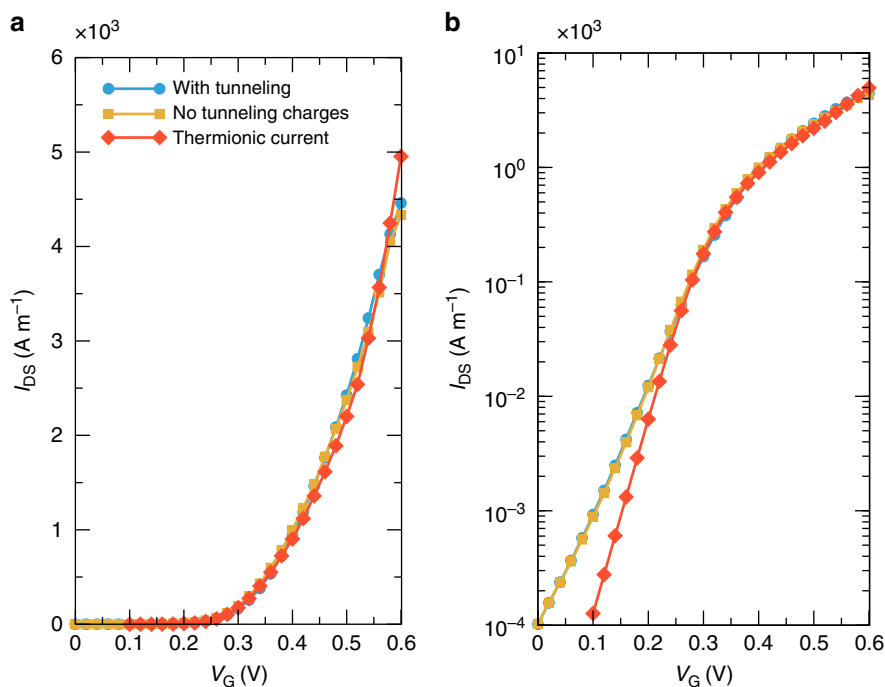 a
×10³
6
5
4
3
2
1
0
I_DS (A m⁻¹)
With tunneling
No tunneling charges
Thermionic current
0 0.1 0.2 0.3 0.4 0.5 0.6
V_G (V)
b
×10³
10¹
10⁰
10⁻¹
10⁻²
10⁻³
10⁻⁴
I_DS (A m⁻¹)
0 0.1 0.2 0.3 0.4 0.5 0.6
V_G (V)